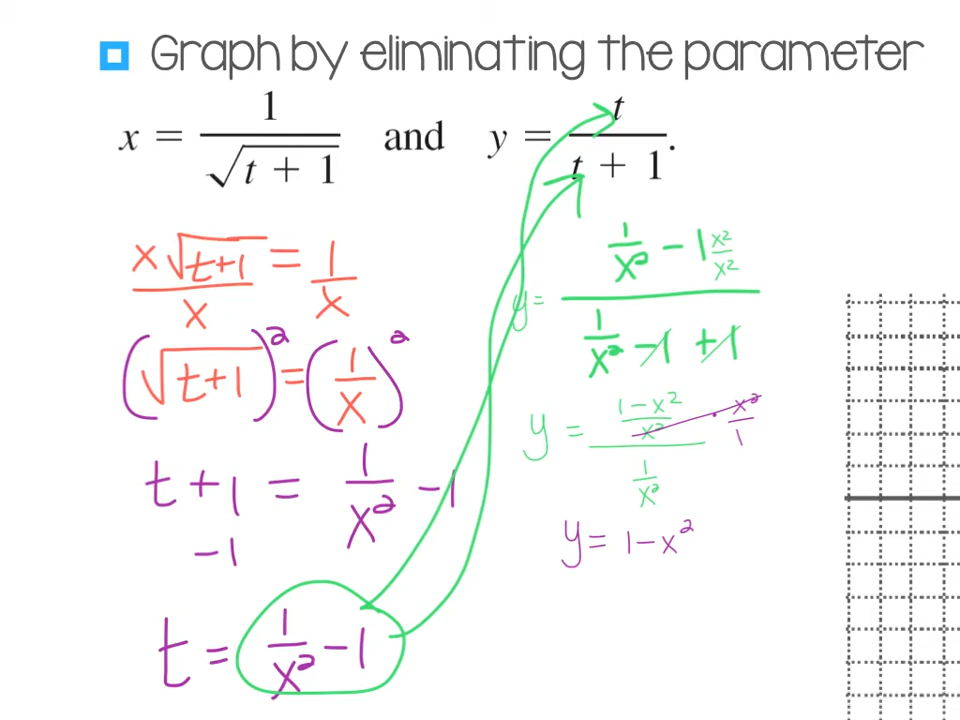 Graph by eliminating the parameter
x = 1/√(t + 1) and y = t/(t + 1).
x√(t+1)/x = 1/x
(√(t+1))² = (1/x)²
t + 1 = 1/x² - 1
-1
t = 1/x² - 1
y = (1/x² - 1 x²/x²)/(1/x² - 1 + 1)
y = ((1-x²)/x²)/(1/x²) · x²/1
y = 1-x²